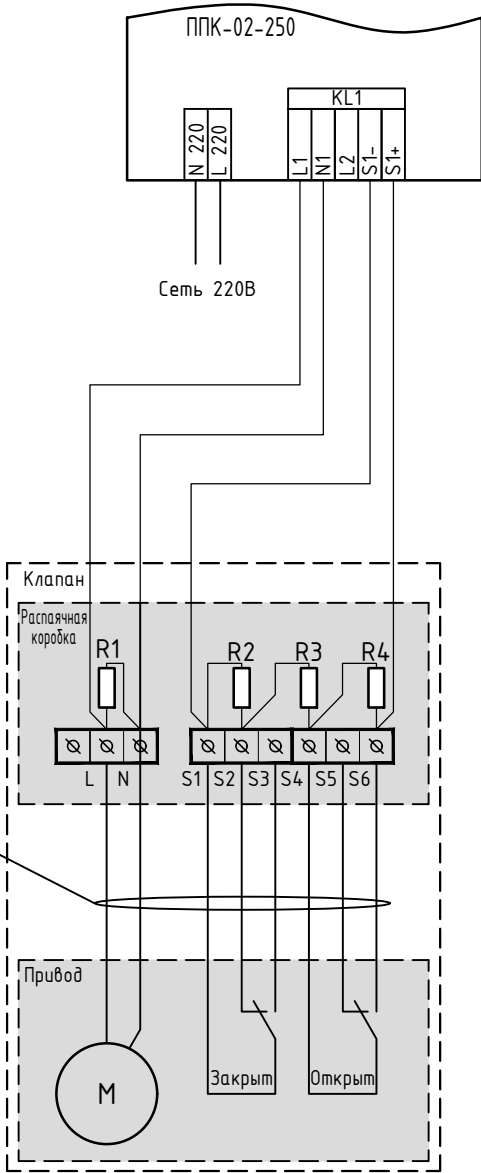 ППК-02-250
KL1
N 220
L 220
L1
N1
L2
S1-
S1+
Сеть 220В
Клапан
Распаячная
коробка
R1
R2
R3
R4
L
N
S1
S2
S3
S4
S5
S6
Привод
M
Закрыт
Открыт